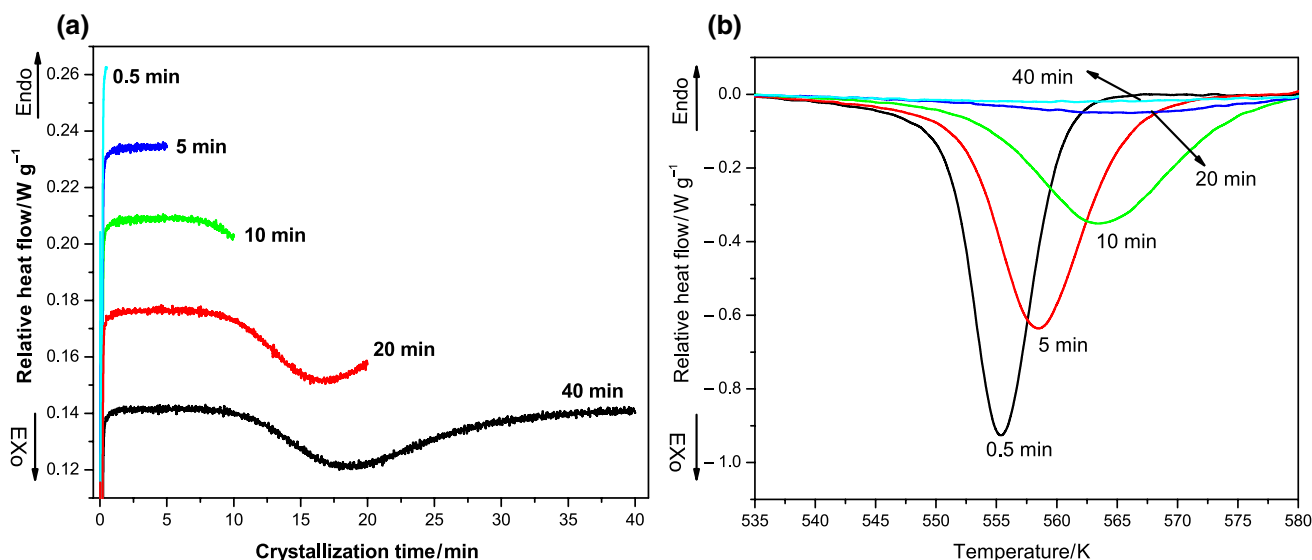 (a)
Endo
EXo
Relative heat flow/W g⁻¹
0.26
0.24
0.22
0.20
0.18
0.16
0.14
0.12
0.5 min
5 min
10 min
20 min
40 min
0 5 10 15 20 25 30 35 40
Crystallization time/min
(b)
Endo
EXo
Relative heat flow/W g⁻¹
0.0
– 0.2
– 0.4
– 0.6
– 0.8
– 1.0
40 min
20 min
10 min
5 min
0.5 min
535 540 545 550 555 560 565 570 575 580
Temperature/K